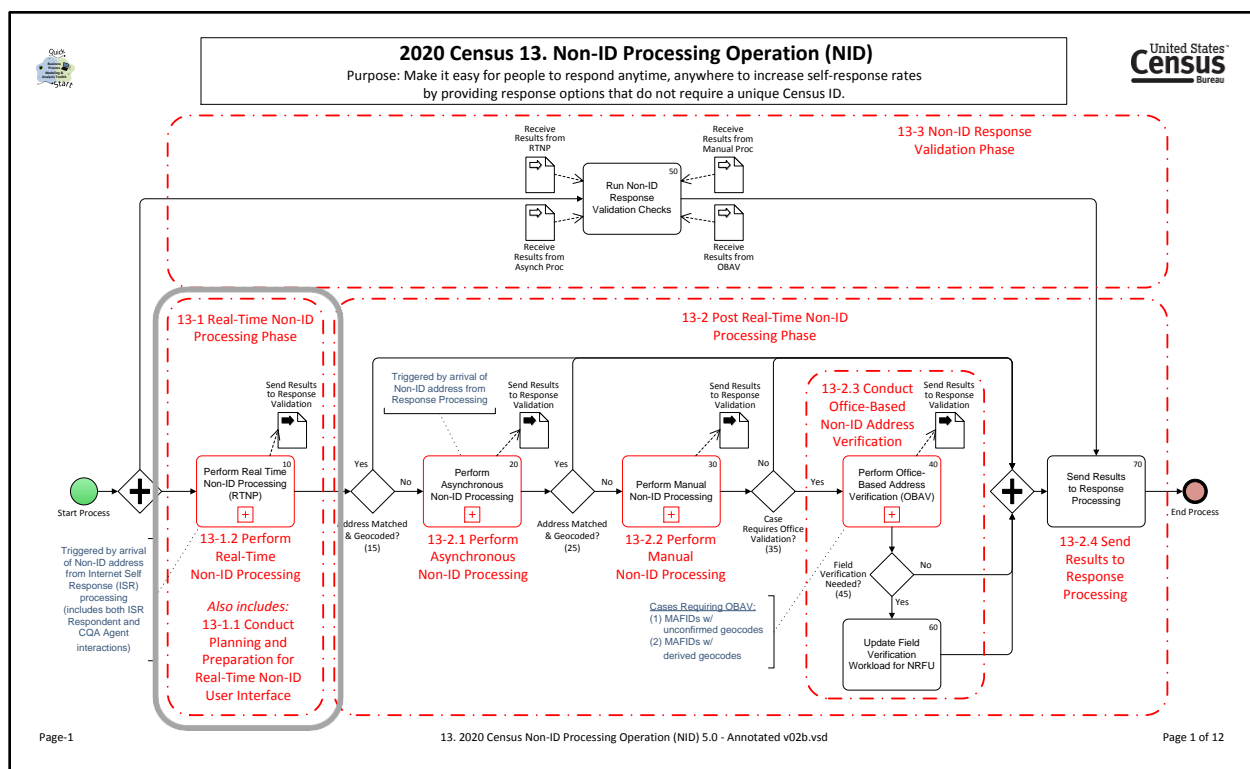 Quick
Business
Process
Modeling &
Analysis Toolkit
Start
2020 Census 13. Non-ID Processing Operation (NID)
Purpose: Make it easy for people to respond anytime, anywhere to increase self-response rates
by providing response options that do not require a unique Census ID.
United States™
Census
Bureau
13-3 Non-ID Response
Validation Phase
Receive
Results from
RTNP
Receive
Results from
Manual Proc
50
Run Non-ID
Response
Validation Checks
Receive
Results from
Asynch Proc
Receive
Results from
OBAV
13-1 Real-Time Non-ID
Processing Phase
13-2 Post Real-Time Non-ID
Processing Phase
Send Results
to Response
Validation
Triggered by arrival of
Non-ID address from
Response Processing
Send Results
to Response
Validation
Send Results
to Response
Validation
13-2.3 Conduct
Office-Based
Non-ID Address
Verification
Send Results
to Response
Validation
Start Process
10
Perform Real Time
Non-ID Processing
(RTNP)
Yes
No
Address Matched
& Geocoded?
(15)
20
Perform
Asynchronous
Non-ID Processing
Yes
No
Address Matched
& Geocoded?
(25)
30
Perform Manual
Non-ID Processing
No
Yes
Case
Requires Office
Validation?
(35)
40
Perform Office-
Based Address
Verification (OBAV)
70
Send Results
to Response
Processing
End Process
13-1.2 Perform
Real-Time
Non-ID Processing
13-2.1 Perform
Asynchronous
Non-ID Processing
13-2.2 Perform
Manual
Non-ID Processing
13-2.4 Send
Results to
Response
Processing
Triggered by arrival
of Non-ID address
from Internet Self
Response (ISR)
processing
(includes both ISR
Respondent and
CQA Agent
interactions)
Also includes:
13-1.1 Conduct
Planning and
Preparation for
Real-Time Non-ID
User Interface
Field
Verification
Needed?
(45)
No
Yes
Cases Requiring OBAV:
(1) MAFIDs w/
unconfirmed geocodes
(2) MAFIDs w/
derived geocodes
60
Update Field
Verification
Workload for NRFU
Page-1
13. 2020 Census Non-ID Processing Operation (NID) 5.0 - Annotated v02b.vsd
Page 1 of 12